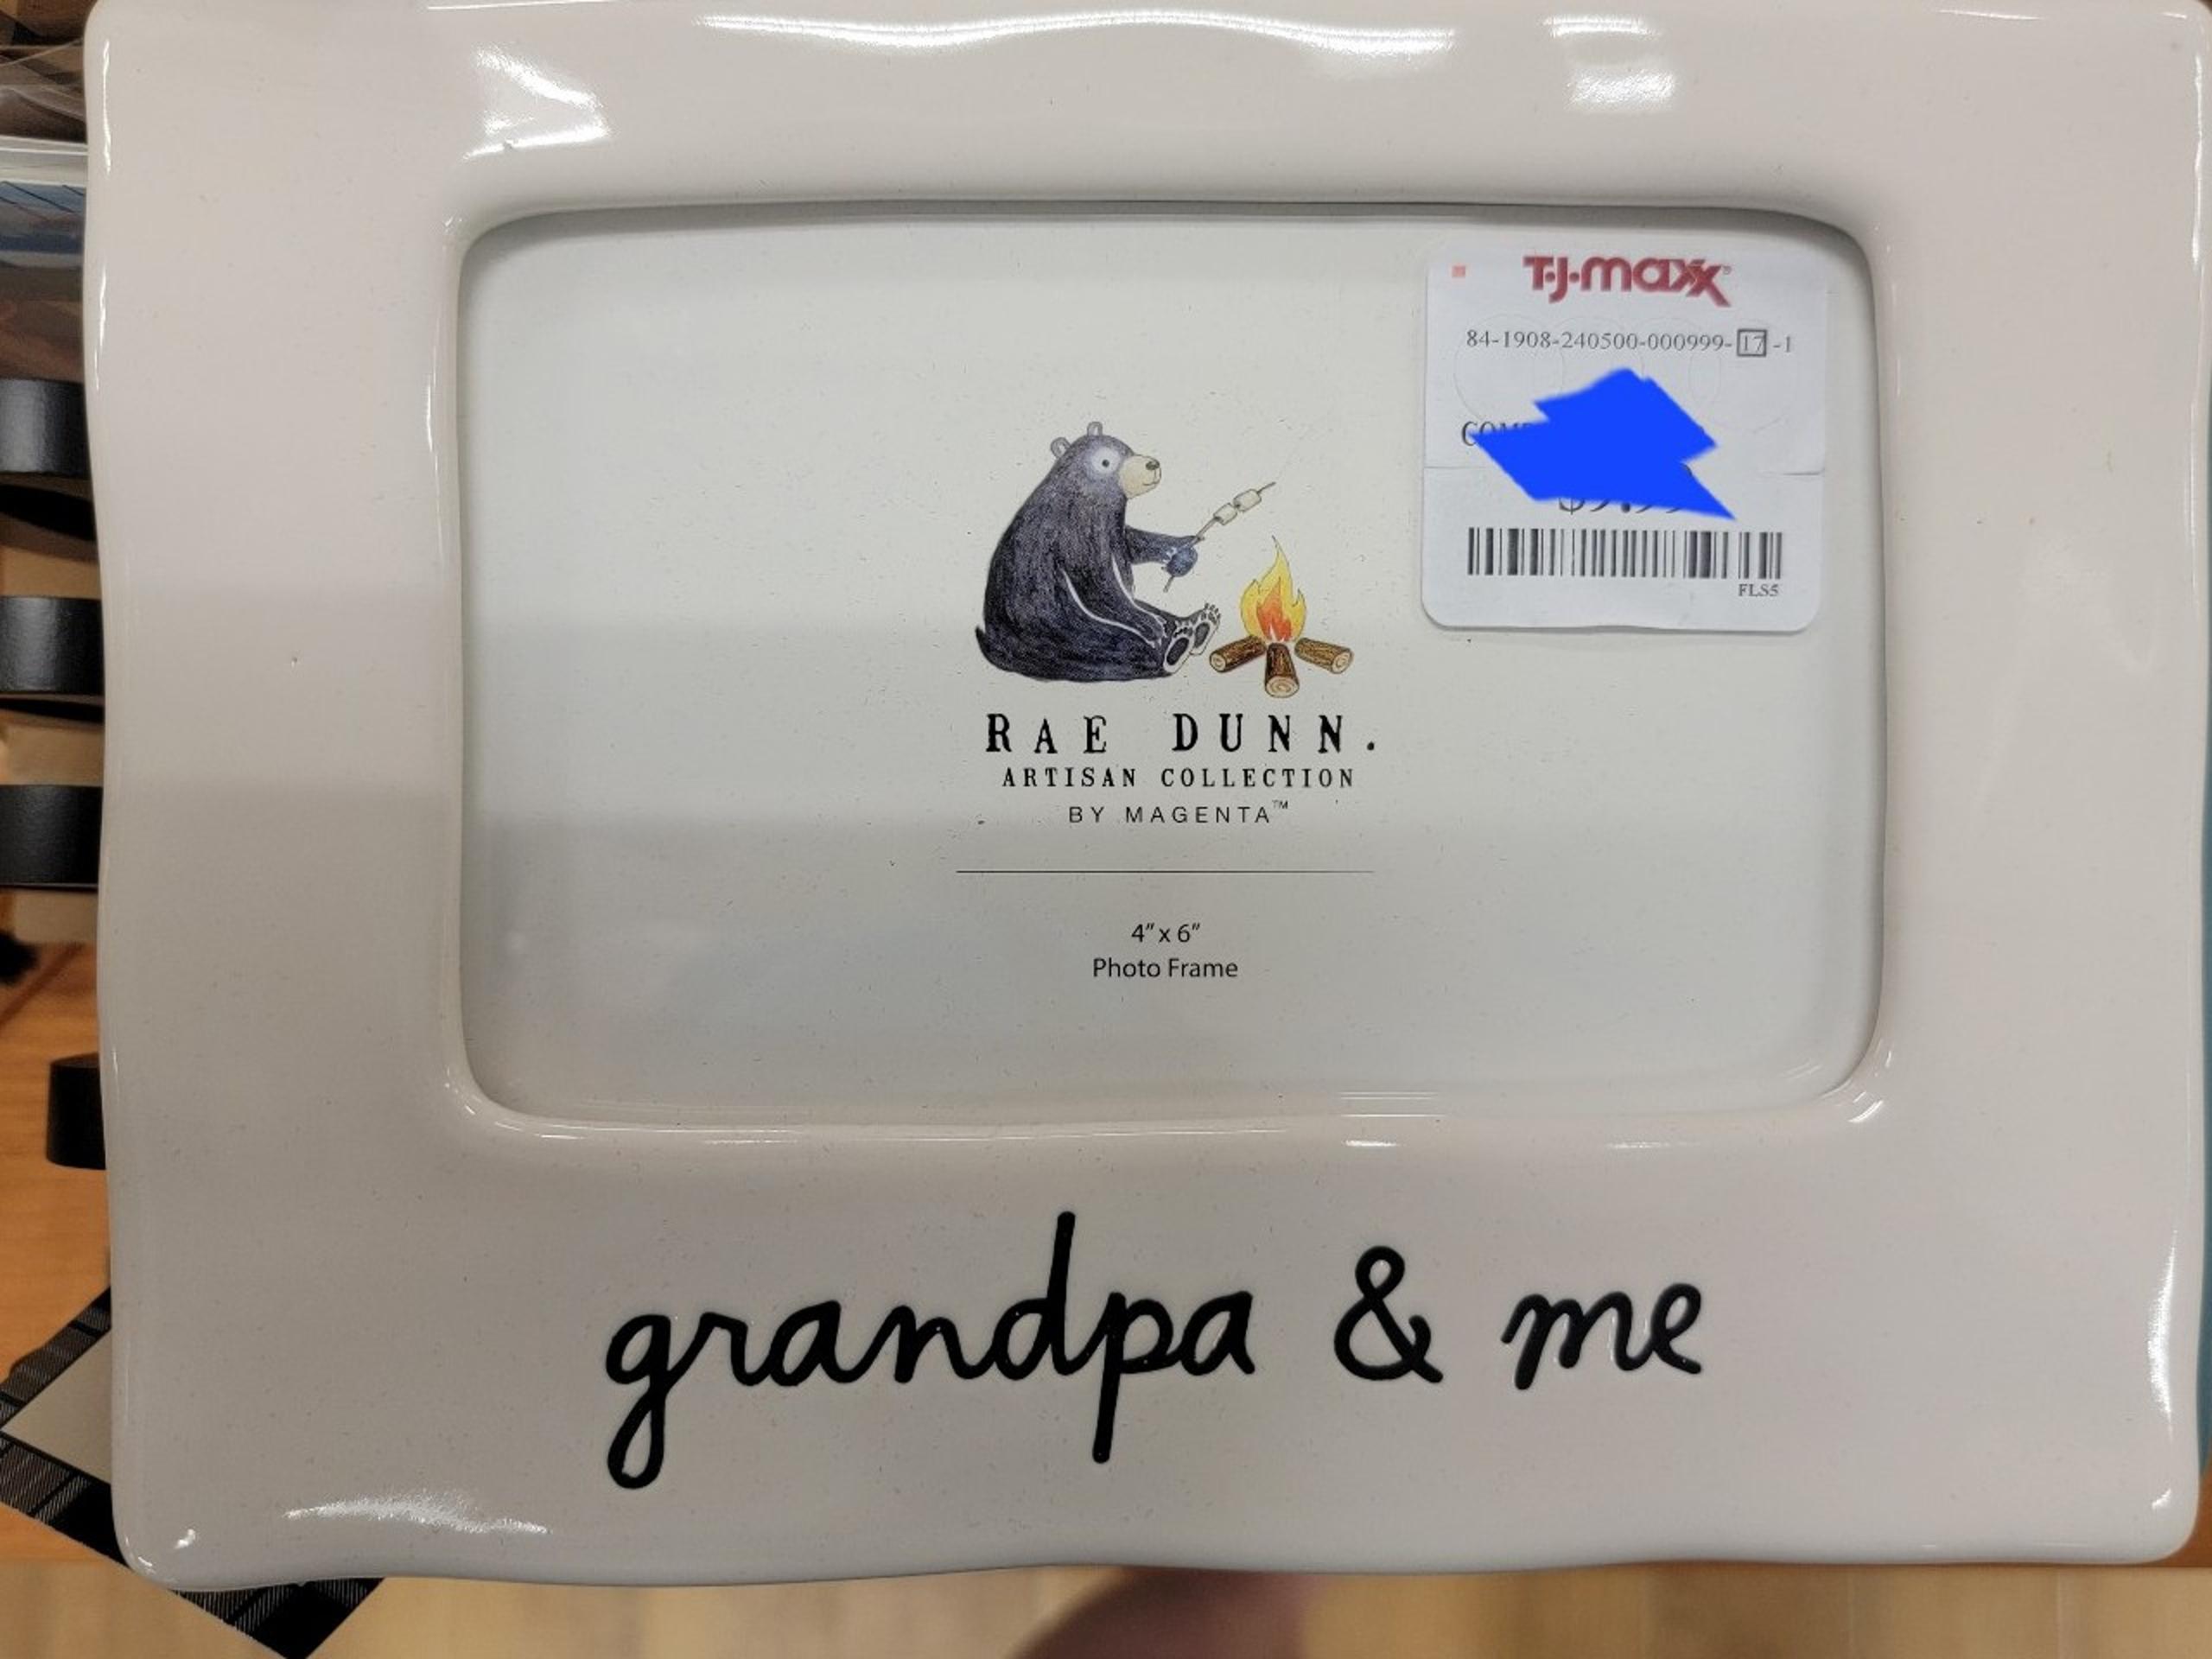 T.J.maxx®
84-1908-240500-000999-17-1
FLS5
RAE DUNN.
ARTISAN COLLECTION
BY MAGENTA™
4" x 6"
Photo Frame
grandpa & me